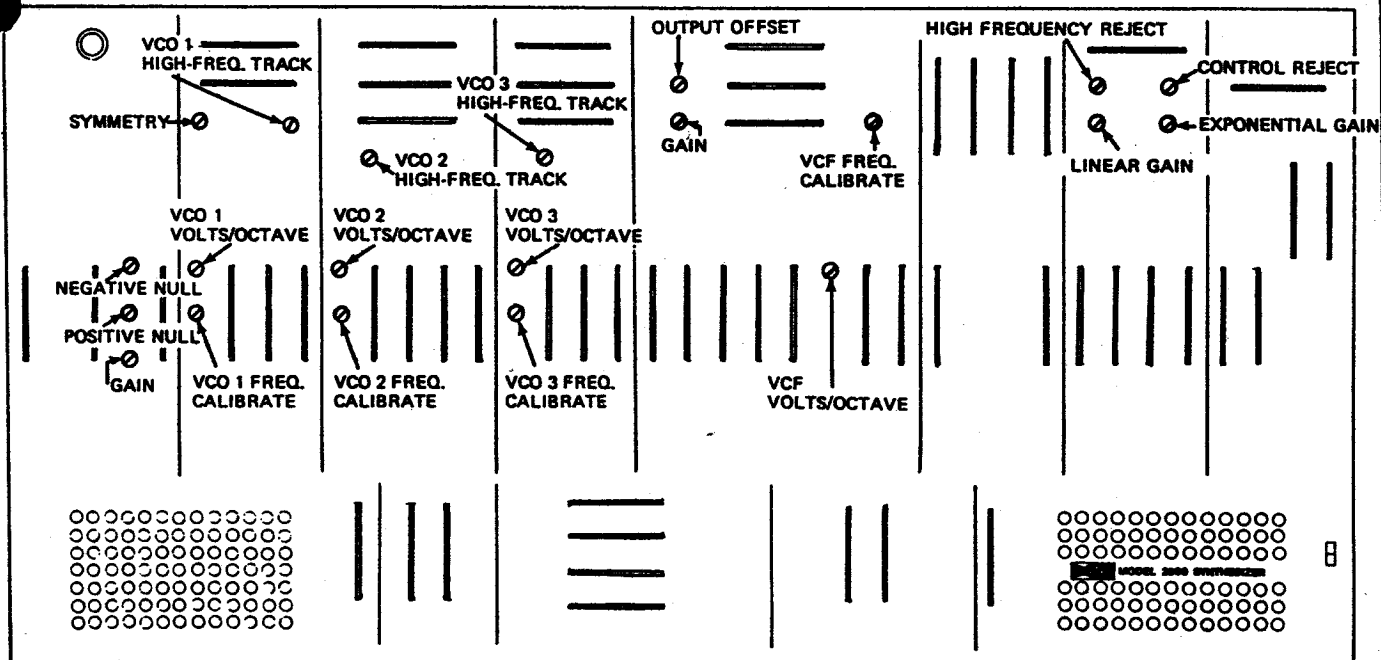 OUTPUT OFFSET
HIGH FREQUENCY REJECT
VCO 1
HIGH-FREQ. TRACK
CONTROL REJECT
VCO 3
HIGH-FREQ. TRACK
SYMMETRY
GAIN
EXPONENTIAL GAIN
VCO 2
HIGH-FREQ. TRACK
VCF FREQ.
CALIBRATE
LINEAR GAIN
VCO 1
VOLTS/OCTAVE
VCO 2
VOLTS/OCTAVE
VCO 3
VOLTS/OCTAVE
NEGATIVE NULL
POSITIVE NULL
GAIN
VCO 1 FREQ.
CALIBRATE
VCO 2 FREQ.
CALIBRATE
VCO 3 FREQ.
CALIBRATE
VCF
VOLTS/OCTAVE
MODEL 2600 SYNTHESIZER